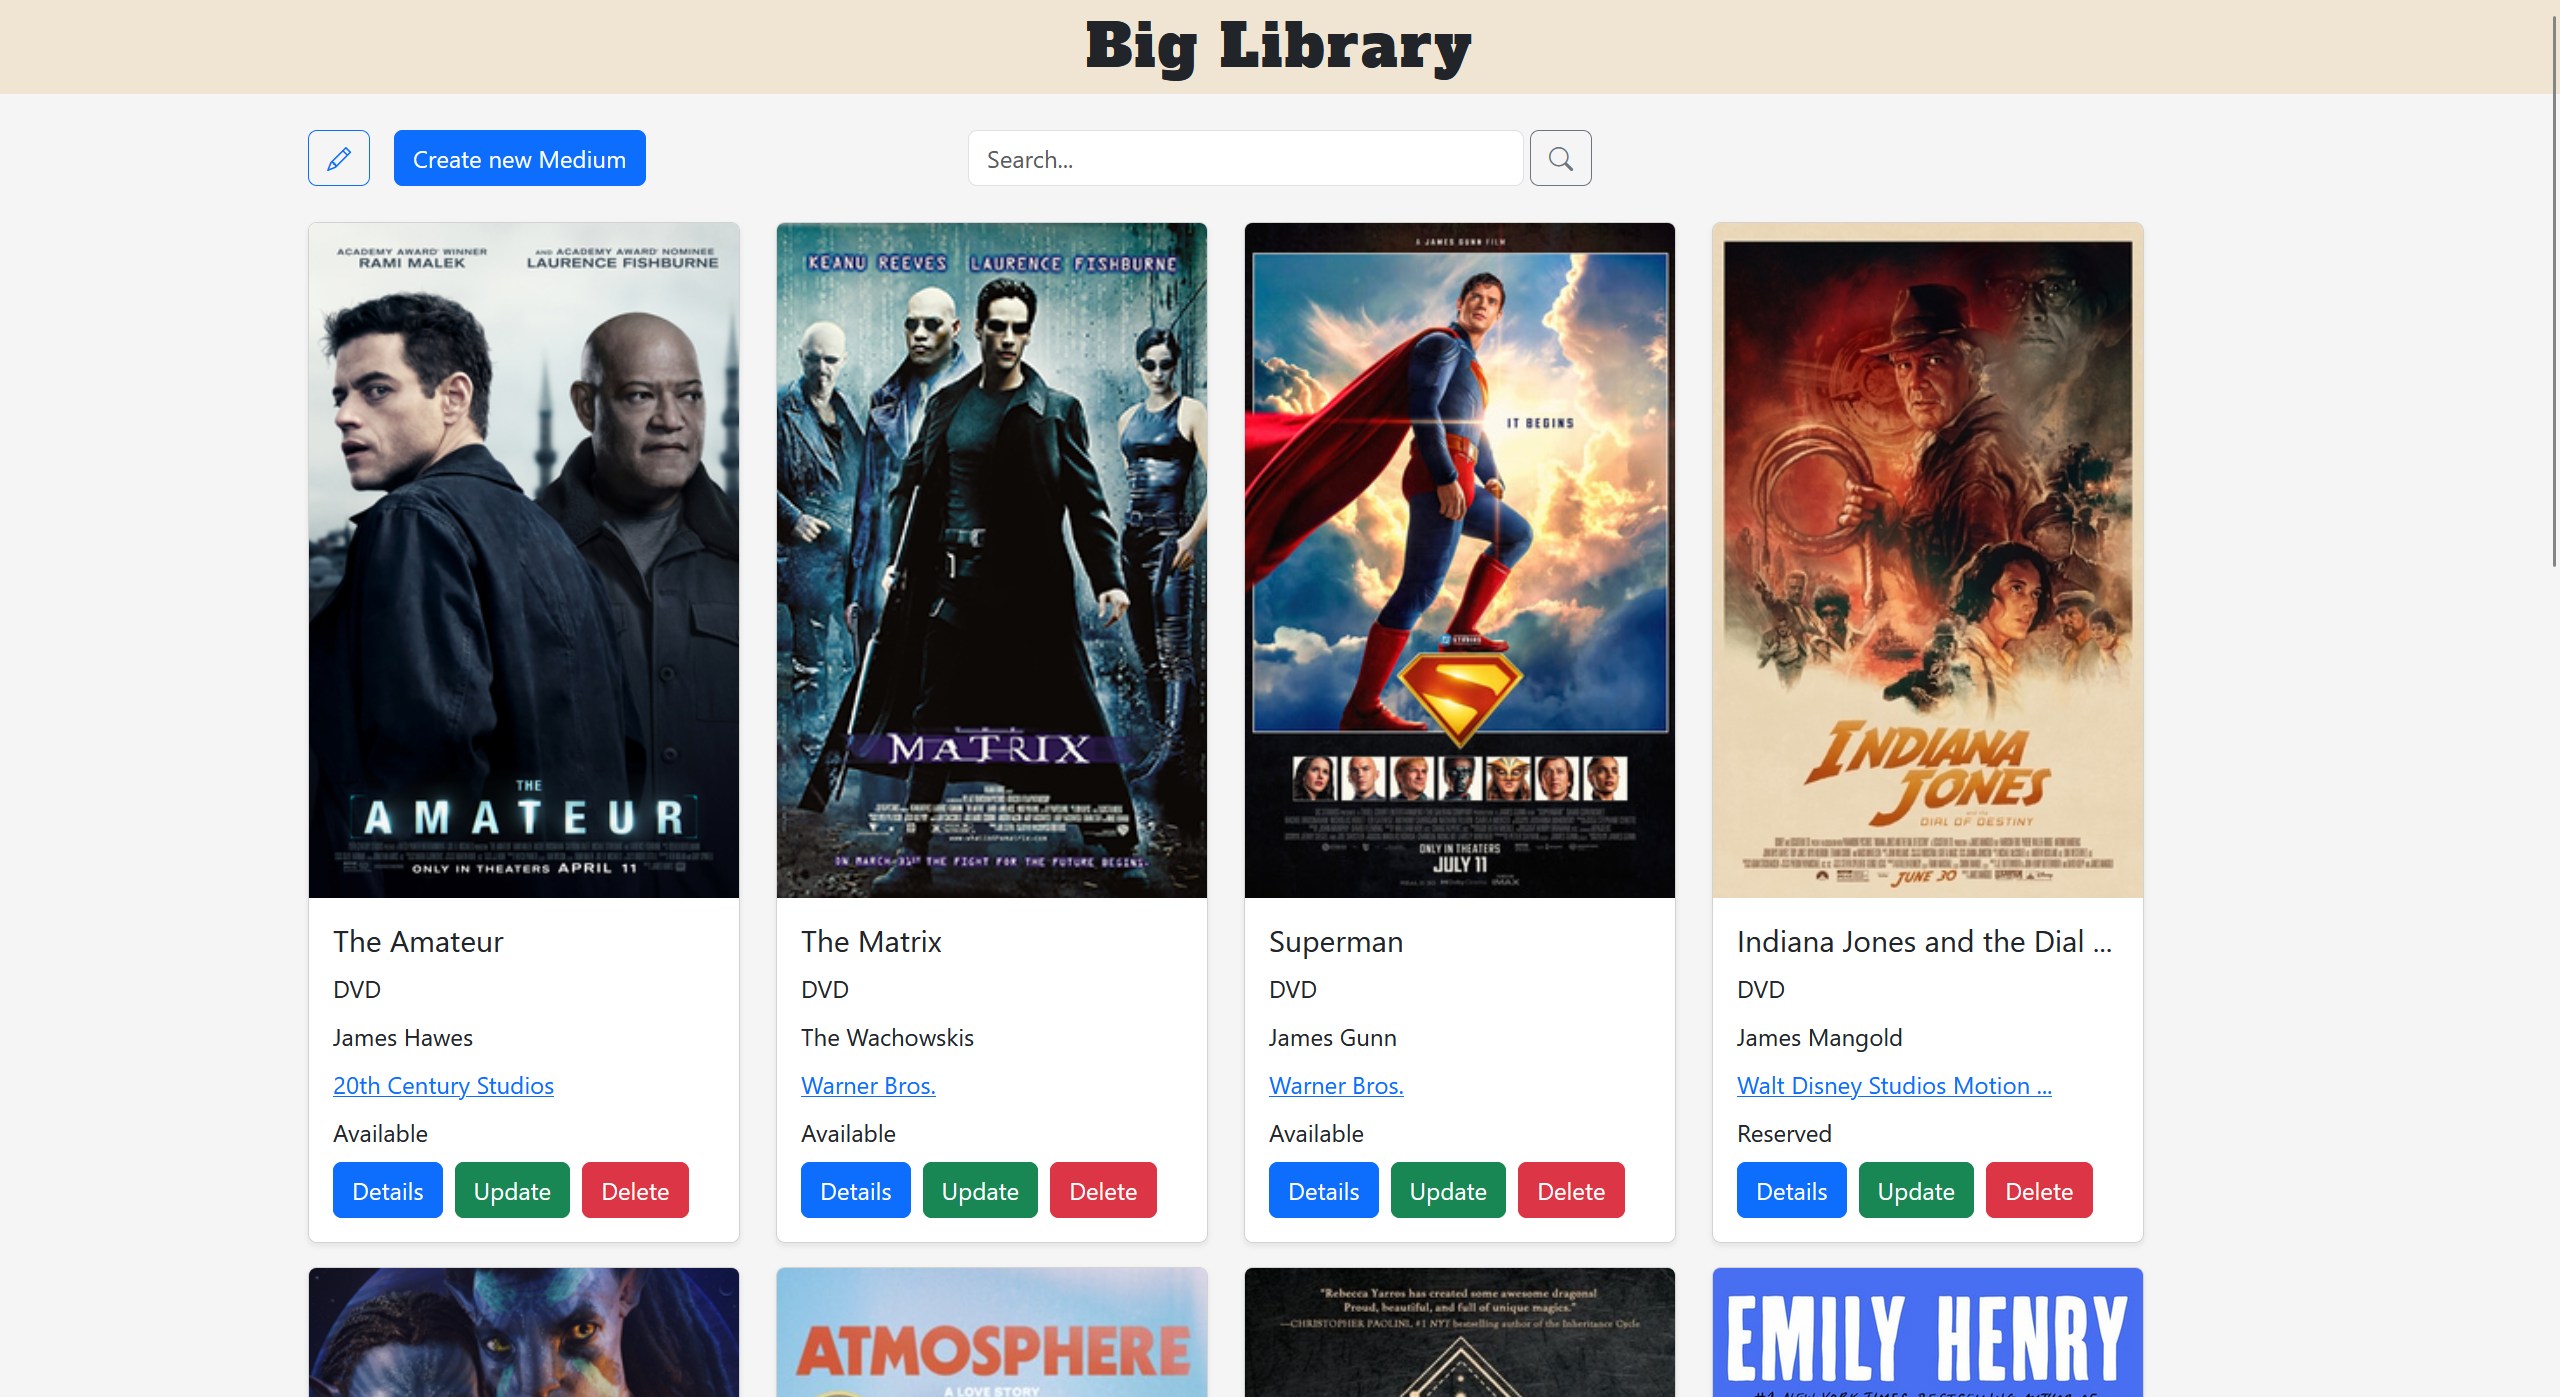 Big Library
Create new Medium
Search...
ACADEMY AWARD WINNER
RAMI MALEK
AND ACADEMY AWARD NOMINEE
LAURENCE FISHBURNE
THE
AMATEUR
ONLY IN THEATERS APRIL 11
KEANU REEVES LAURENCE FISHBURNE
MATRIX
ON MARCH 31ST THE FIGHT FOR THE FUTURE BEGINS.
A JAMES GUNN FILM
IT BEGINS
ONLY IN THEATERS
JULY 11
INDIANA
JONES
DIAL OF DESTINY
JUNE 30
The Amateur
DVD
James Hawes
20th Century Studios
Available
Details Update Delete
The Matrix
DVD
The Wachowskis
Warner Bros.
Available
Details Update Delete
Superman
DVD
James Gunn
Warner Bros.
Available
Details Update Delete
Indiana Jones and the Dial ...
DVD
James Mangold
Walt Disney Studios Motion ...
Reserved
Details Update Delete
ATMOSPHERE
A LOVE STORY
"Rebecca Yarros has created some awesome dragons!
Proud, beautiful, and full of unique magics."
—CHRISTOPHER PAOLINI, #1 NYT bestselling author of the Inheritance Cycle
EMILY HENRY